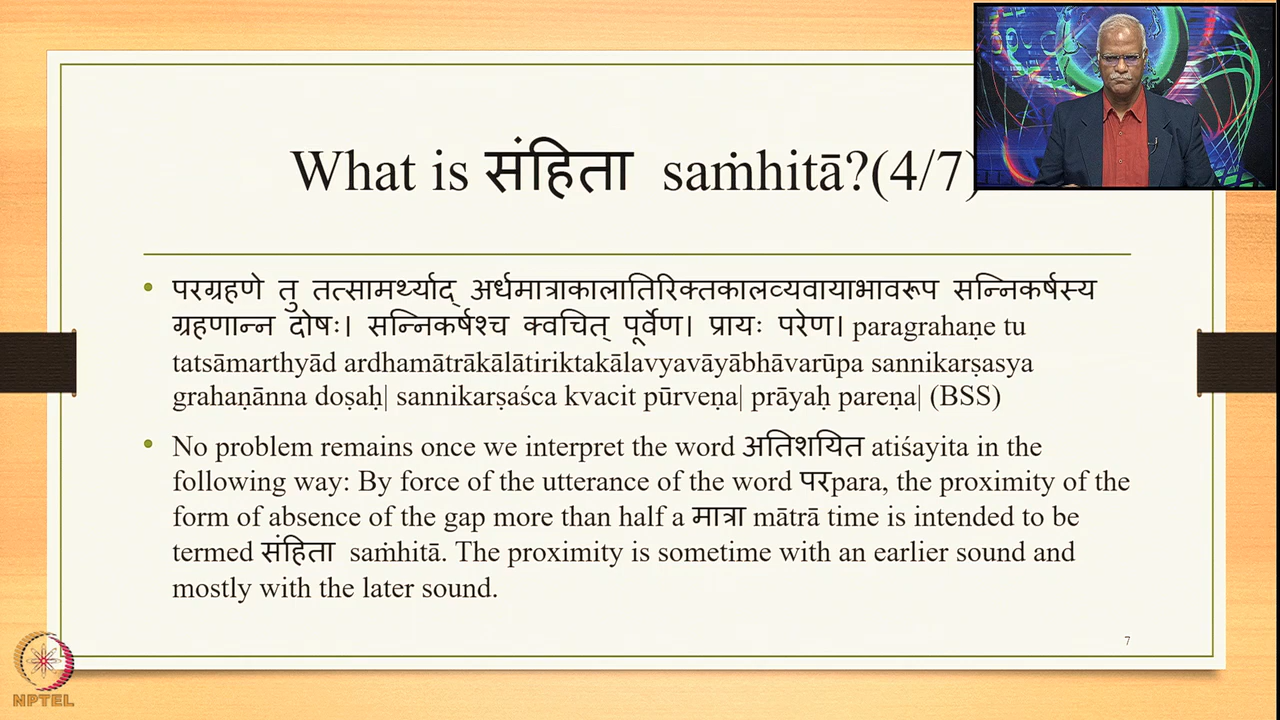 What is संहिता saṁhitā?(4/7)
• परग्रहणे तु तत्सामर्थ्याद् अर्धमात्राकालातिरिक्तकालव्यवायाभावरूप सन्निकर्षस्य
ग्रहणान्न दोषः। सन्निकर्षश्च क्वचित् पूर्वेण। प्रायः परेण। paragrahaṇe tu
tatsāmarthyād ardhamātrākālātiriktakālavyavāyābhāvarūpa sannikarṣasya
grahaṇānna doṣaḥ| sannikarṣaśca kvacit pūrveṇa| prāyaḥ pareṇa| (BSS)
• No problem remains once we interpret the word अतिशयित atiśayita in the
following way: By force of the utterance of the word परpara, the proximity of the
form of absence of the gap more than half a मात्रा mātrā time is intended to be
termed संहिता saṁhitā. The proximity is sometime with an earlier sound and
mostly with the later sound.
7
NPTEL